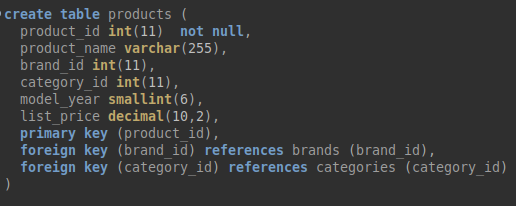 create table products (
  product_id int(11)  not null,
  product_name varchar(255),
  brand_id int(11),
  category_id int(11),
  model_year smallint(6),
  list_price decimal(10,2),
  primary key (product_id),
  foreign key (brand_id) references brands (brand_id),
  foreign key (category_id) references categories (category_id)
)